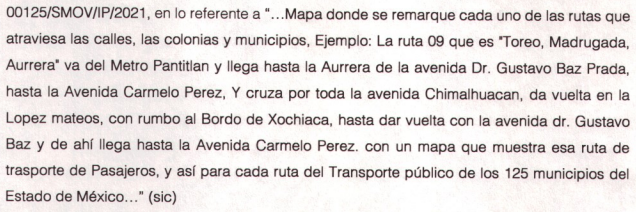 00125/SMOV/IP/2021, en lo referente a "...Mapa donde se remarque cada uno de las rutas que
atraviesa las calles, las colonias y municipios, Ejemplo: La ruta 09 que es "Toreo, Madrugada,
Aurrera" va del Metro Pantitlan y llega hasta la Aurrera de la avenida Dr. Gustavo Baz Prada,
hasta la Avenida Carmelo Perez, Y cruza por toda la avenida Chimalhuacan, da vuelta en la
Lopez mateos, con rumbo al Bordo de Xochiaca, hasta dar vuelta con la avenida dr. Gustavo
Baz y de ahí llega hasta la Avenida Carmelo Perez. con un mapa que muestra esa ruta de
trasporte de Pasajeros, y así para cada ruta del Transporte público de los 125 municipios del
Estado de México..." (sic)